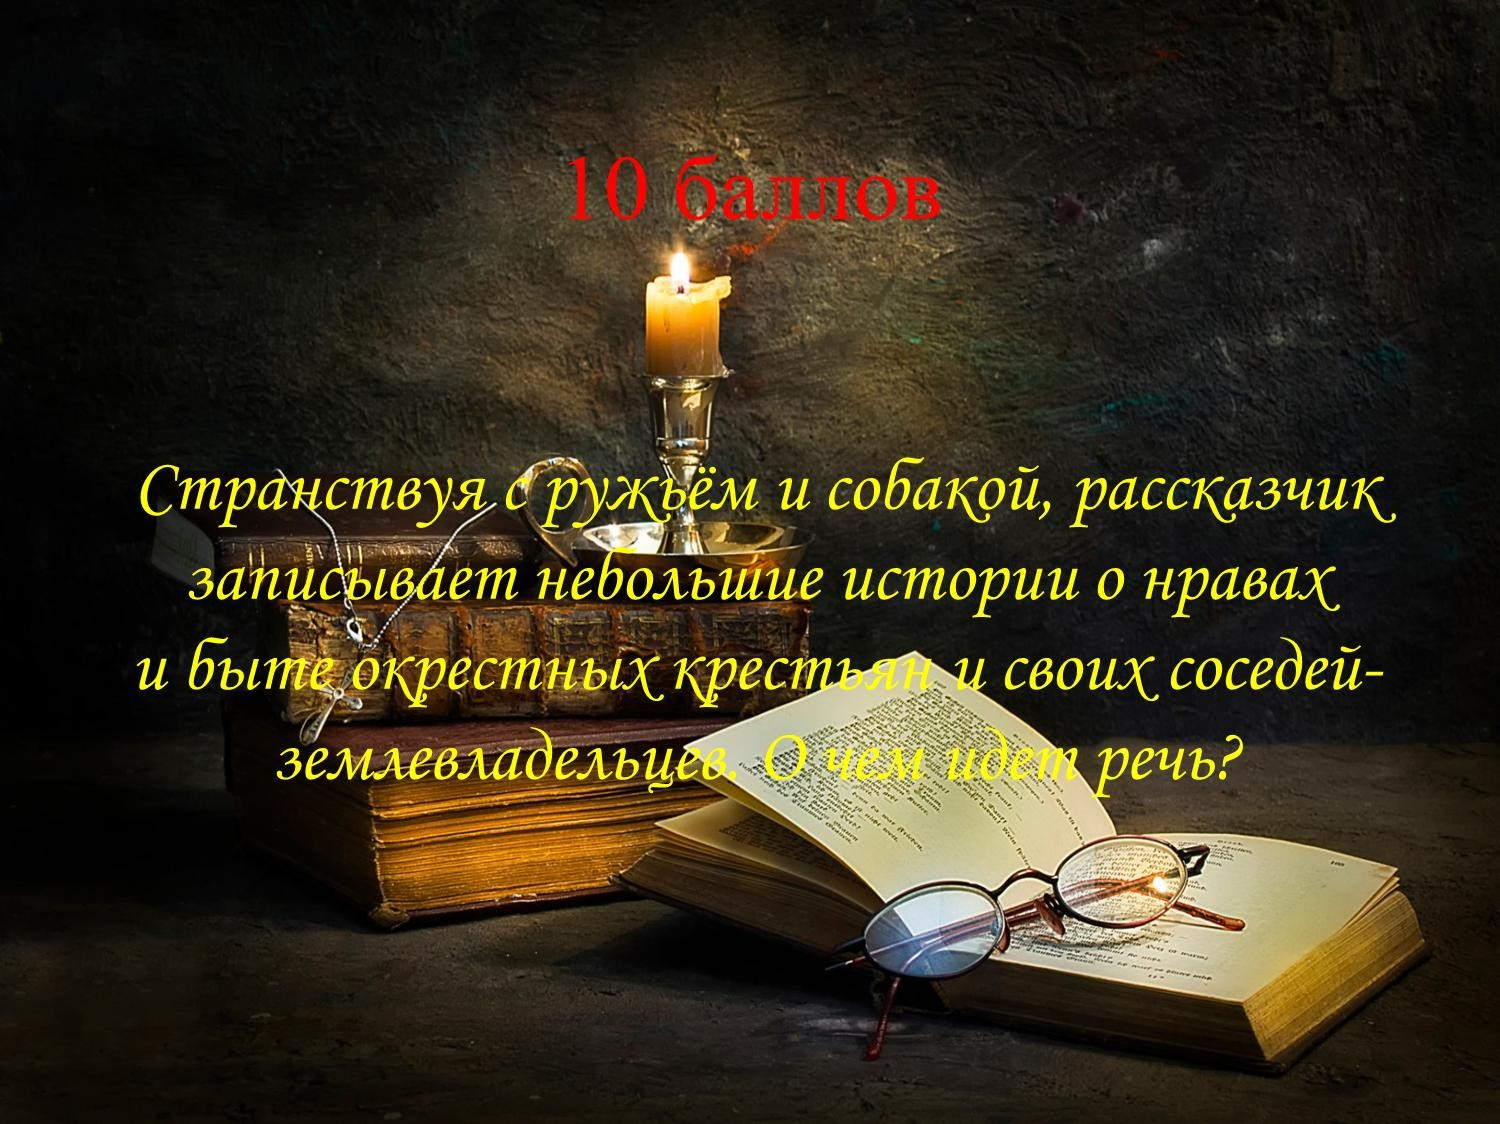 10 баллов
Странствуя с ружьём и собакой, рассказчик
записывает небольшие истории о нравах
и быте окрестных крестьян и своих соседей-
землевладельцев. О чем идет речь?